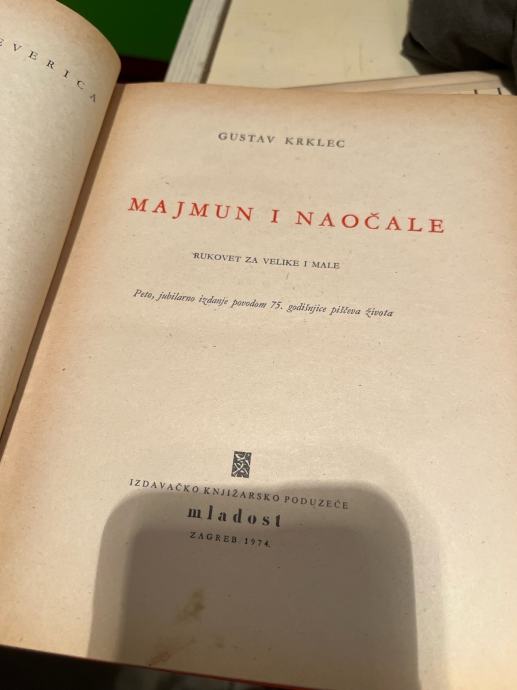 EVERICA
GUSTAV KRKLEC
MAJMUN I NAOČALE
RUKOVET ZA VELIKE I MALE
Peto, jubilarno izdanje povodom 75. godišnjice piščeva života
IZDAVAČKO KNJIŽARSKO PODUZEĆE
mladost
ZAGREB 1974.